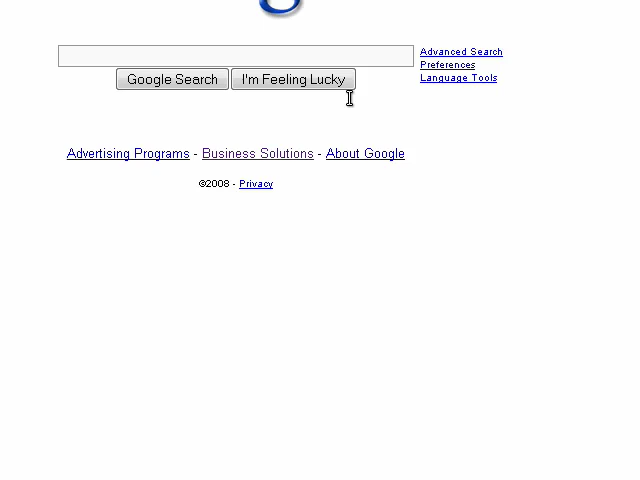 Advanced Search
Preferences
Language Tools
Google Search I'm Feeling Lucky
Advertising Programs - Business Solutions - About Google
©2008 - Privacy